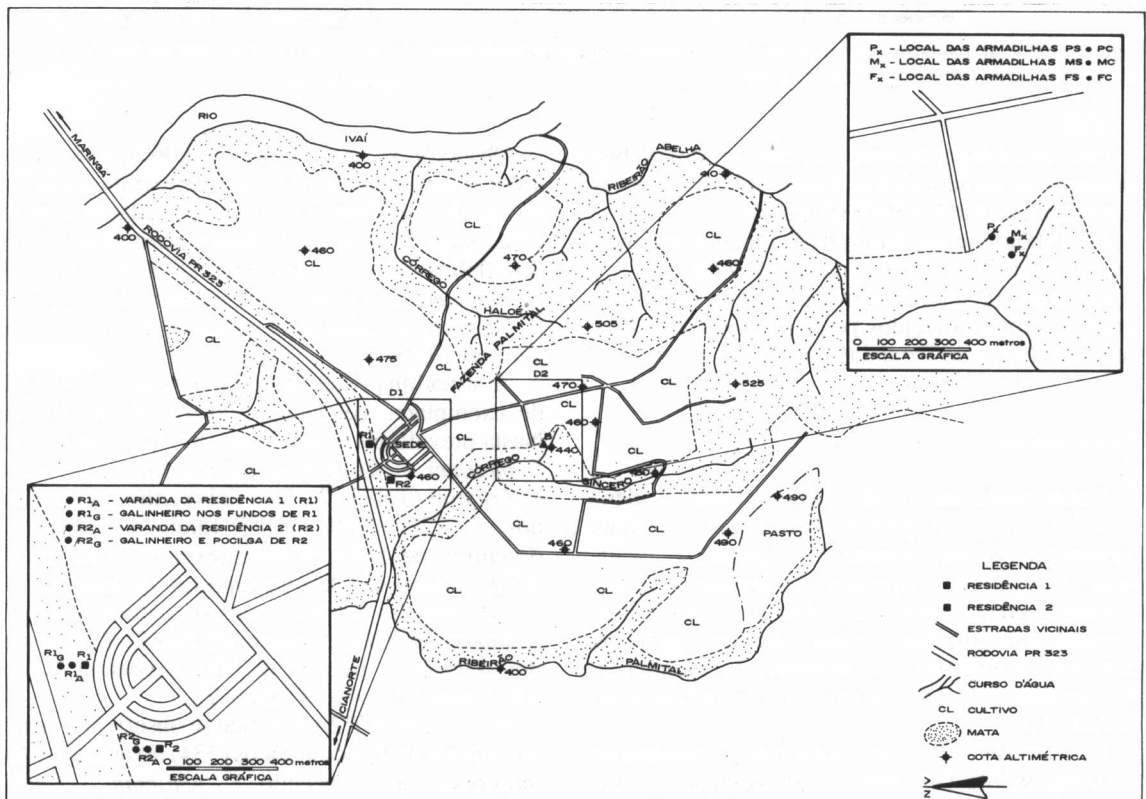 Px - LOCAL DAS ARMADILHAS PS • PC
Mx - LOCAL DAS ARMADILHAS MS • MC
Fx - LOCAL DAS ARMADILHAS FS • FC
Px
Mx
Fx
0 100 200 300 400 metros
ESCALA GRÁFICA
MARINGÁ
RIO
IVAÍ
400
400
RODOVIA PR 323
460
CL
CL
470
CÓRREGO
HALOÉ
RIBEIRÃO
ABELHA
410
CL
460
505
475
CL
FAZENDA PALMITAL
CL
CL
525
D1
D2
470
CL
460
R1
SEDE
CL
440
CL
CÓRREGO
SINCERO
R2
460
CL
490
CL
CL
460
490
PASTO
CL
CL
CL
RIBEIRÃO
PALMITAL
400
CIANORTE
R1A - VARANDA DA RESIDÊNCIA 1 (R1)
R1G - GALINHEIRO NOS FUNDOS DE R1
R2A - VARANDA DA RESIDÊNCIA 2 (R2)
R2G - GALINHEIRO E POCILGA DE R2
R1G
R1
R1A
R2G
R2
R2A
0 100 200 300 400 metros
ESCALA GRÁFICA
LEGENDA
RESIDÊNCIA 1
RESIDÊNCIA 2
ESTRADAS VICINAIS
RODOVIA PR 323
CURSO D'ÁGUA
CL CULTIVO
MATA
COTA ALTIMÉTRICA
N